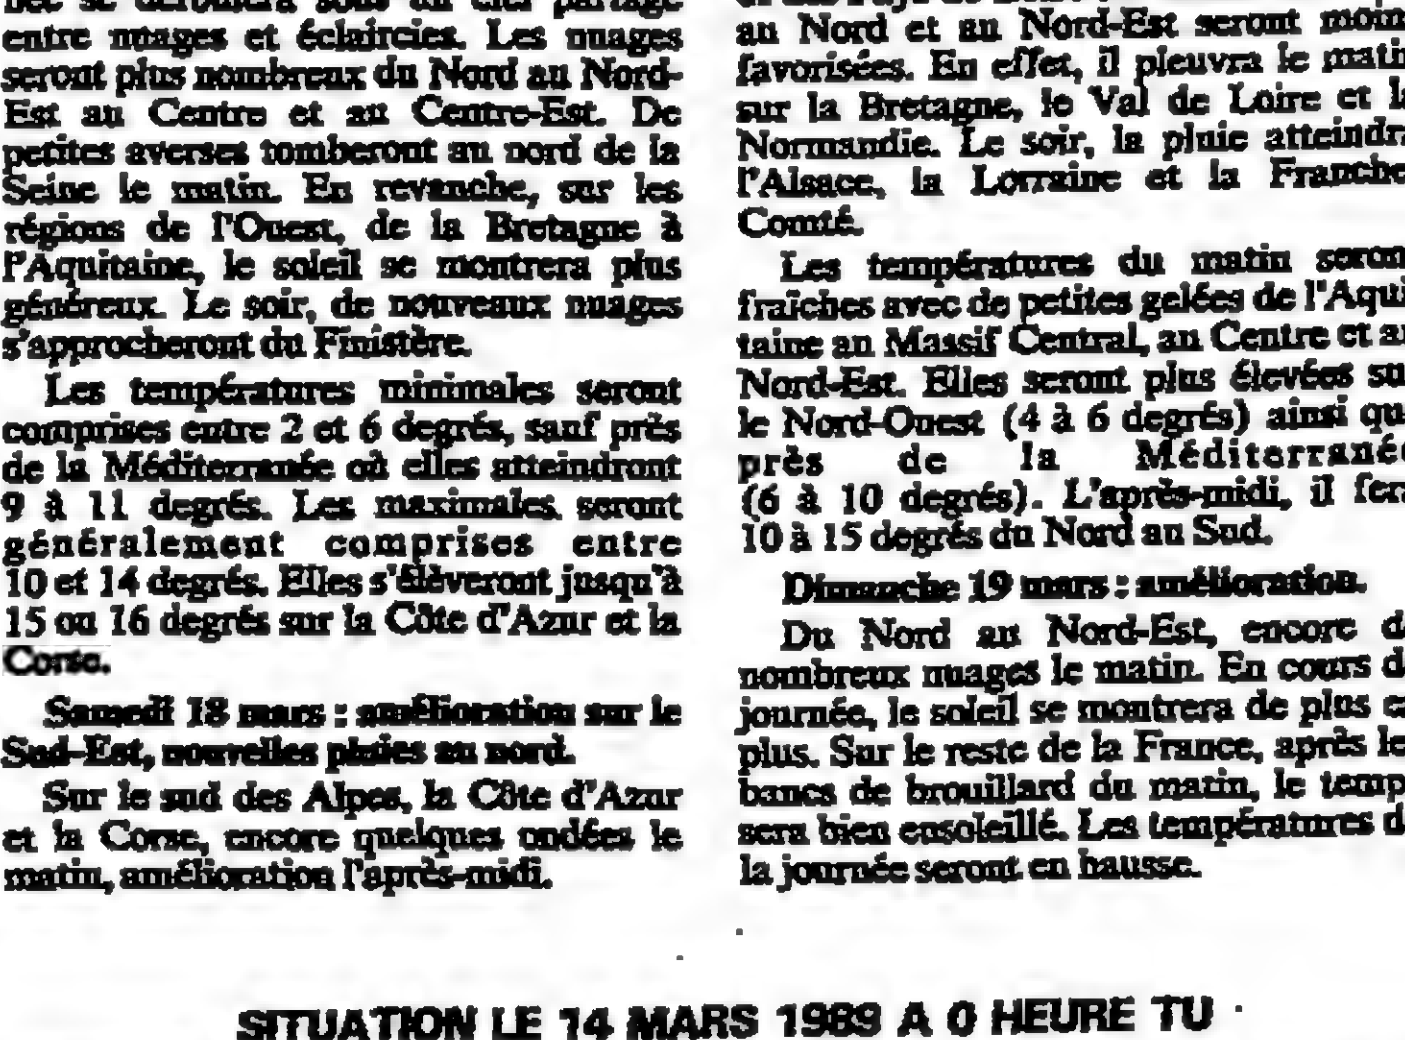 se déroulera sous un ciel partagé
entre nuages et éclaircies. Les nuages
seront plus nombreux du Nord au Nord-
Est au Centre et au Centre-Est. De
petites averses tomberont au nord de la
Seine le matin. En revanche, sur les
régions de l'Ouest, de la Bretagne à
l'Aquitaine, le soleil se montrera plus
généreux. Le soir, de nouveaux nuages
s'approcheront du Finistère.
Les températures minimales seront
comprises entre 2 et 6 degrés, sauf près
de la Méditerranée où elles atteindront
9 à 11 degrés. Les maximales seront
généralement comprises entre
10 et 14 degrés. Elles s'élèveront jusqu'à
15 ou 16 degrés sur la Côte d'Azur et la
Corse.
Samedi 18 mars : amélioration sur le
Sud-Est, nouvelles pluies au nord.
Sur le sud des Alpes, la Côte d'Azur
et la Corse, encore quelques ondées le
matin, amélioration l'après-midi.
au Nord et au Nord-Est seront moin
favorisées. En effet, il pleuvra le matin
sur la Bretagne, le Val de Loire et la
Normandie. Le soir, la pluie atteindra
l'Alsace, la Lorraine et la Franche
Comté.
Les températures du matin seron
fraîches avec de petites gelées de l'Aqui
taine au Massif Central, au Centre et au
Nord-Est. Elles seront plus élevées su
le Nord-Ouest (4 à 6 degrés) ainsi qu
près de la Méditerranée
(6 à 10 degrés). L'après-midi, il fera
10 à 15 degrés du Nord au Sud.
Dimanche 19 mars : amélioration.
Du Nord au Nord-Est, encore de
nombreux nuages le matin. En cours d
journée, le soleil se montrera de plus en
plus. Sur le reste de la France, après le
bancs de brouillard du matin, le temp
sera bien ensoleillé. Les températures d
la journée seront en hausse.
SITUATION LE 14 MARS 1989 A 0 HEURE TU